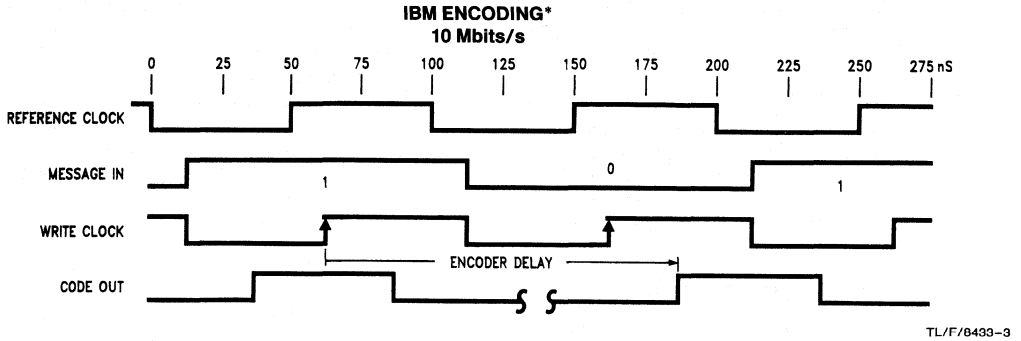 IBM ENCODING*
10 Mbits/s
0 25 50 75 100 125 150 175 200 225 250 275 nS
REFERENCE CLOCK
MESSAGE IN
1
0
1
WRITE CLOCK
ENCODER DELAY
CODE OUT
TL/F/8433-3